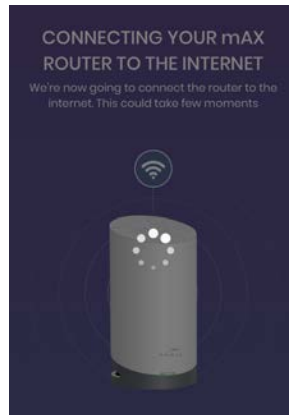 CONNECTING YOUR mAX
ROUTER TO THE INTERNET
We're now going to connect the router to the
internet. This could take few moments